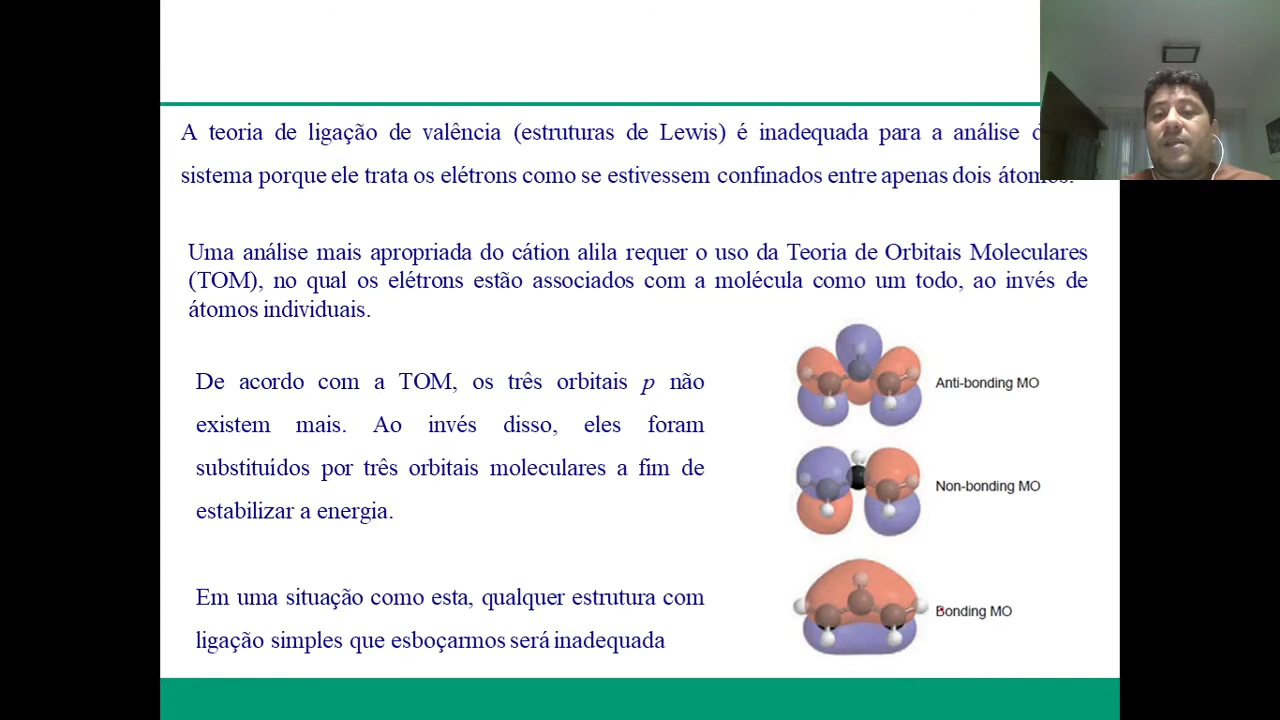 A teoria de ligação de valência (estruturas de Lewis) é inadequada para a análise
sistema porque ele trata os elétrons como se estivessem confinados entre apenas dois átomos.
Uma análise mais apropriada do cátion alila requer o uso da Teoria de Orbitais Moleculares
(TOM), no qual os elétrons estão associados com a molécula como um todo, ao invés de
átomos individuais.
De acordo com a TOM, os três orbitais p não
existem mais. Ao invés disso, eles foram
substituídos por três orbitais moleculares a fim de
estabilizar a energia.
Em uma situação como esta, qualquer estrutura com
ligação simples que esboçarmos será inadequada
Anti-bonding MO
Non-bonding MO
Bonding MO